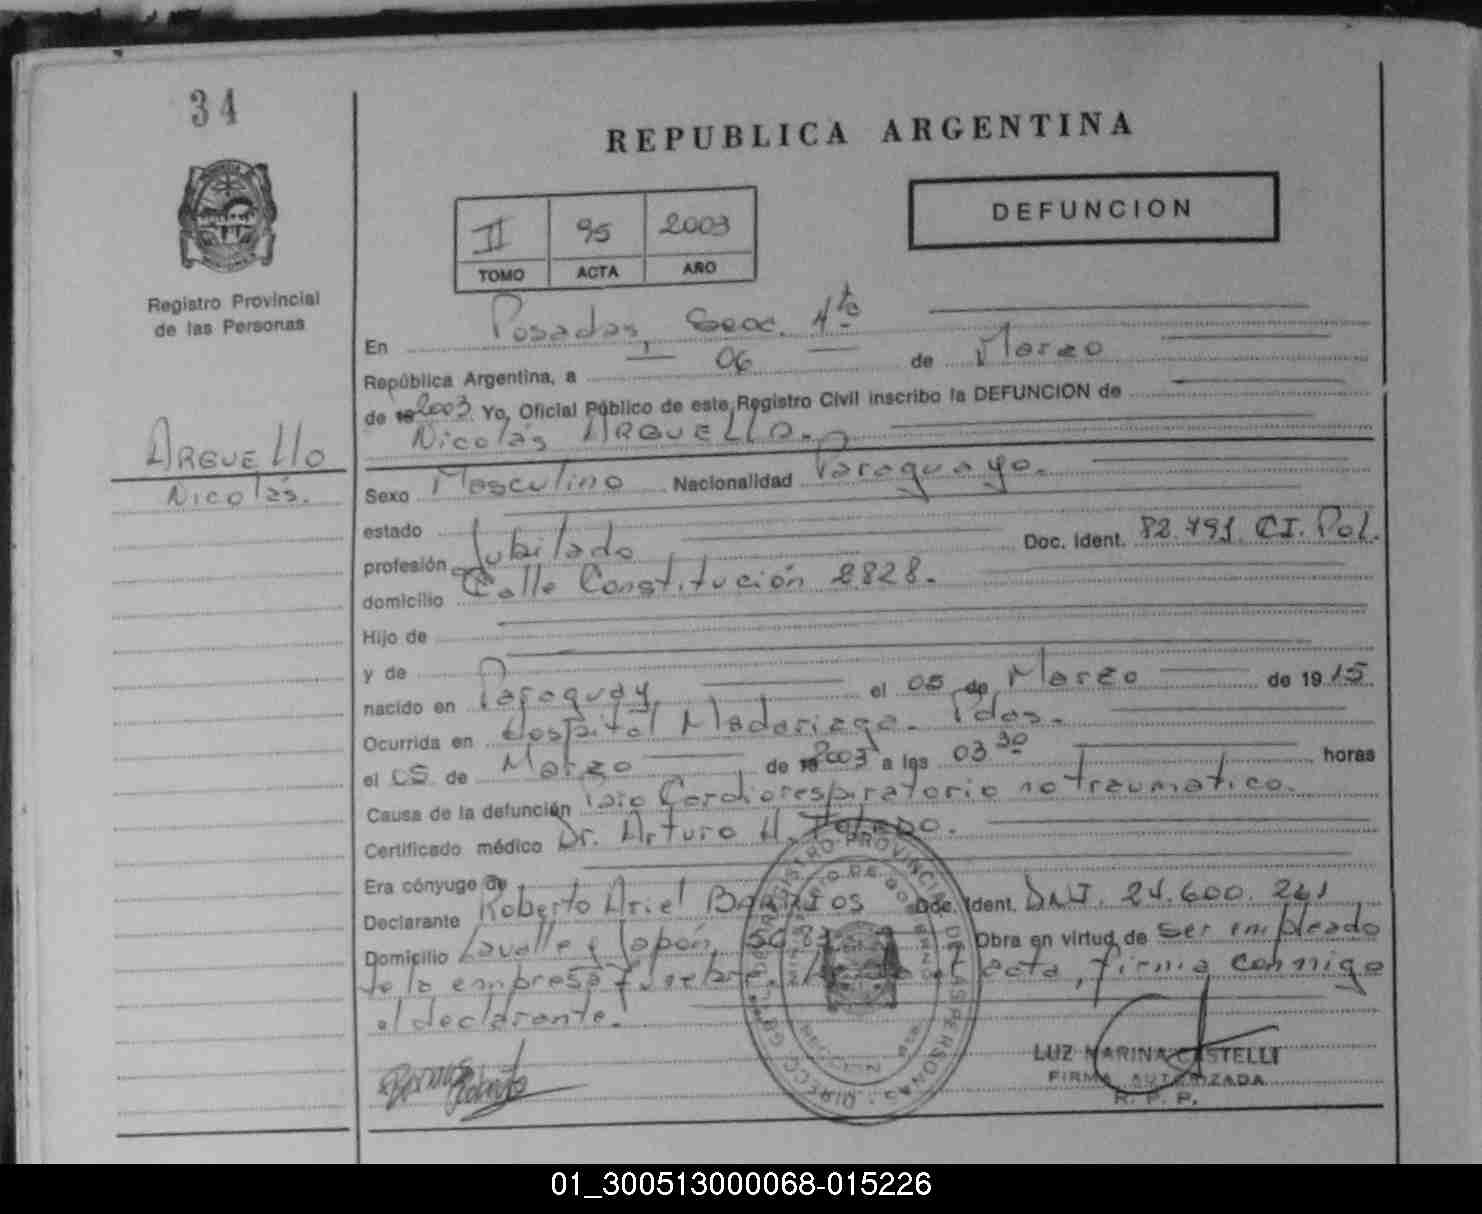 34
REPUBLICA ARGENTINA
DEFUNCION
II 95 2003
TOMO ACTA AÑO
Registro Provincial
de las Personas
En Posadas, Secc. 1ta
República Argentina, a 06 de Marzo
de 19 2003 Yo, Oficial Público de este Registro Civil inscribo la DEFUNCION de
Nicolás ARGUELLO.
ARGUELLO
Nicolás.
Sexo Masculino Nacionalidad Paraguayo.
estado
profesión Jubilado Doc. Ident. 82.791 CI. Pol.
domicilio Calle Constitución 2828.
Hijo de
y de
nacido en Paraguay el 05 de Marzo de 1915.
Ocurrida en Hospital Madariaga. Pdas.
el 05 de Marzo de 19 2003 a las 03 30 horas
Causa de la defunción Paro Cardiorespiratorio no traumatico.
Certificado médico Dr. Arturo A. Toledo.
Era cónyuge de
Declarante Roberto Ariel BARRIOS Doc. Ident. DNI. 24.600.261
Domicilio Lavalle y Japón, Obra en virtud de Ser empleado
de la empresa acta, firma conmigo
el declarante.
LUZ MARINA CASTELLI
FIRMA AUTORIZADA
R. P. P.
01_300513000068-015226